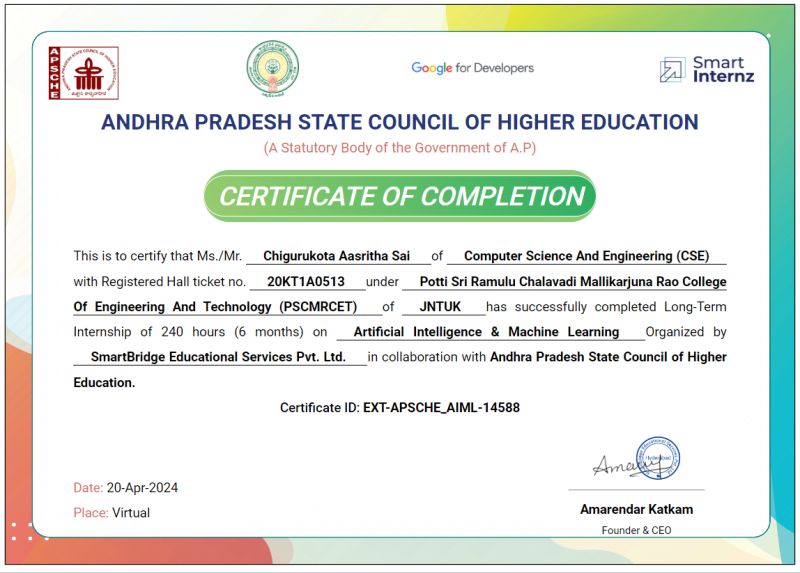 APSCHE
ANDHRA PRADESH STATE COUNCIL OF HIGHER EDUCATION
Google for Developers
Smart
Internz
ANDHRA PRADESH STATE COUNCIL OF HIGHER EDUCATION
(A Statutory Body of the Government of A.P)
CERTIFICATE OF COMPLETION
This is to certify that Ms./Mr. Chigurukota Aasritha Sai of Computer Science And Engineering (CSE)
with Registered Hall ticket no. 20KT1A0513 under Potti Sri Ramulu Chalavadi Mallikarjuna Rao College
Of Engineering And Technology (PSCMRCET) of JNTUK has successfully completed Long-Term
Internship of 240 hours (6 months) on Artificial Intelligence & Machine Learning Organized by
SmartBridge Educational Services Pvt. Ltd. in collaboration with Andhra Pradesh State Council of Higher
Education.
Certificate ID: EXT-APSCHE_AIML-14588
Hyderabad
Date: 20-Apr-2024
Place: Virtual
Amarendar Katkam
Founder & CEO